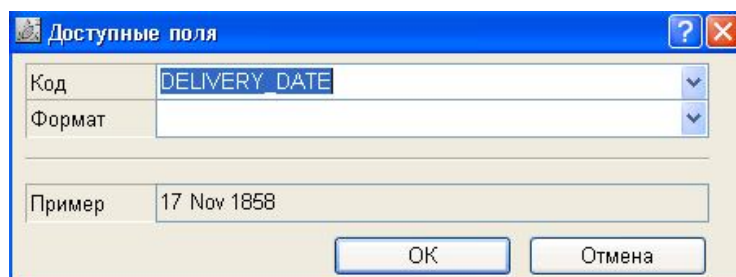 Доступные поля
Код DELIVERY_DATE
Формат
Пример 17 Nov 1858
OK Отмена